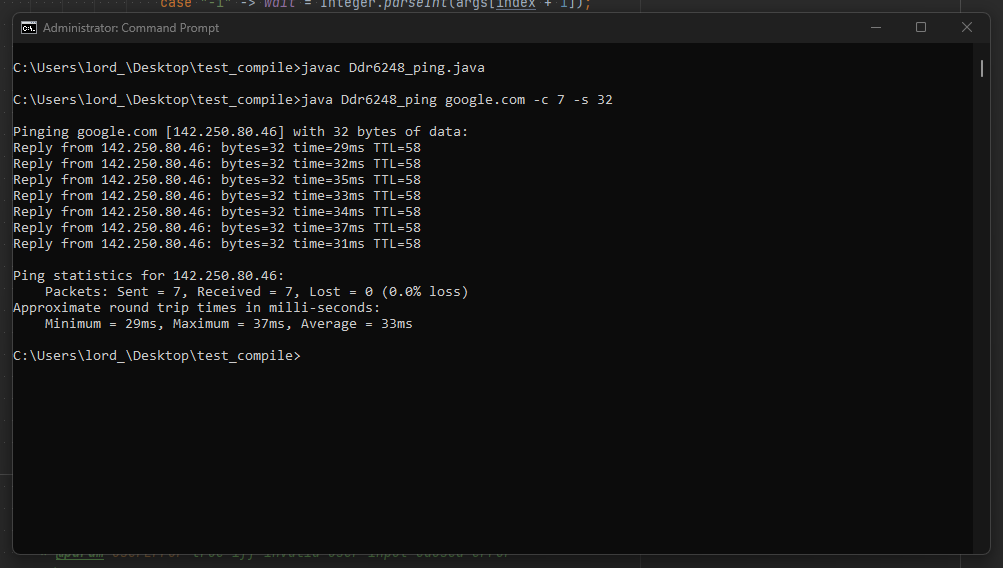 case "-i" -> wait = Integer.parseInt(args[index + 1]);
Administrator: Command Prompt
C:\Users\lord_\Desktop\test_compile>javac Ddr6248_ping.java
C:\Users\lord_\Desktop\test_compile>java Ddr6248_ping google.com -c 7 -s 32
Pinging google.com [142.250.80.46] with 32 bytes of data:
Reply from 142.250.80.46: bytes=32 time=29ms TTL=58
Reply from 142.250.80.46: bytes=32 time=32ms TTL=58
Reply from 142.250.80.46: bytes=32 time=35ms TTL=58
Reply from 142.250.80.46: bytes=32 time=33ms TTL=58
Reply from 142.250.80.46: bytes=32 time=34ms TTL=58
Reply from 142.250.80.46: bytes=32 time=37ms TTL=58
Reply from 142.250.80.46: bytes=32 time=31ms TTL=58
Ping statistics for 142.250.80.46:
Packets: Sent = 7, Received = 7, Lost = 0 (0.0% loss)
Approximate round trip times in milli-seconds:
Minimum = 29ms, Maximum = 37ms, Average = 33ms
C:\Users\lord_\Desktop\test_compile>